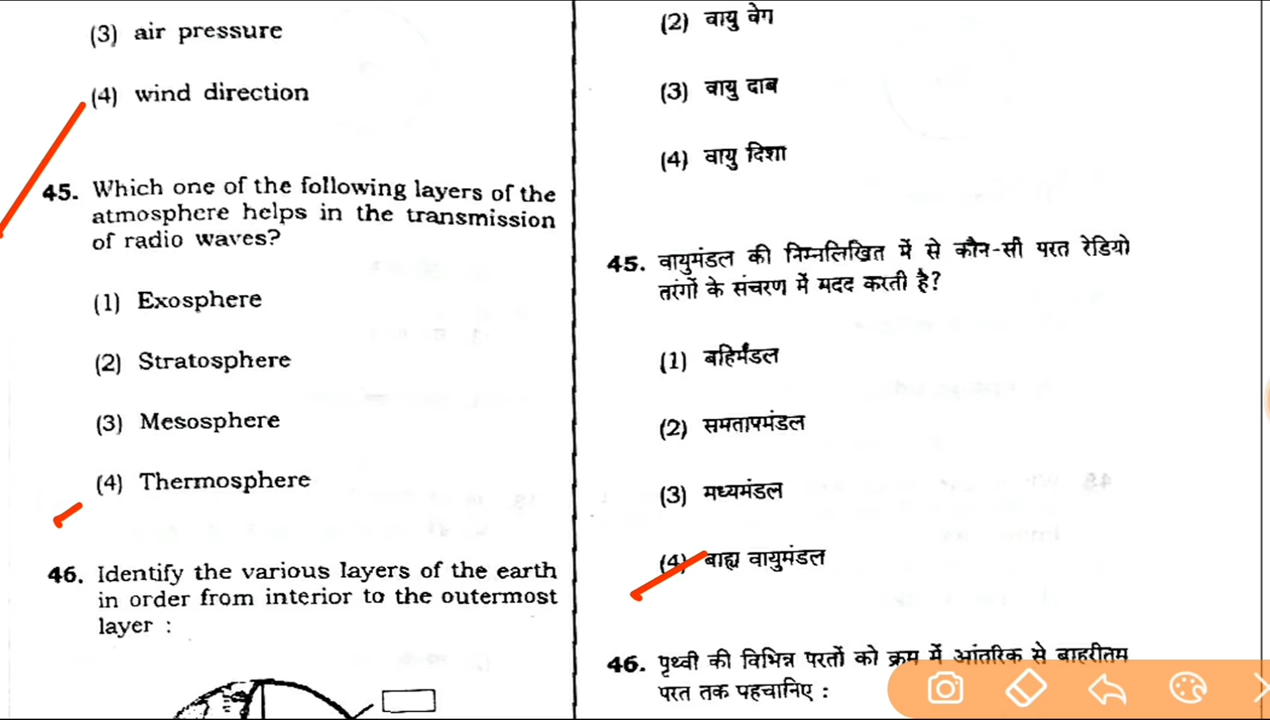 (3) air pressure
(4) wind direction
45. Which one of the following layers of the
atmosphere helps in the transmission
of radio waves?
(1) Exosphere
(2) Stratosphere
(3) Mesosphere
(4) Thermosphere
46. Identify the various layers of the earth
in order from interior to the outermost
layer :
(2) वायु वेग
(3) वायु दाब
(4) वायु दिशा
45. वायुमंडल की निम्नलिखित में से कौन-सी परत रेडियो
तरंगों के संचरण में मदद करती है?
(1) बहिर्मंडल
(2) समतापमंडल
(3) मध्यमंडल
(4) बाह्य वायुमंडल
46. पृथ्वी की विभिन्न परतों को क्रम में आंतरिक से बाहरीतम
परत तक पहचानिए :